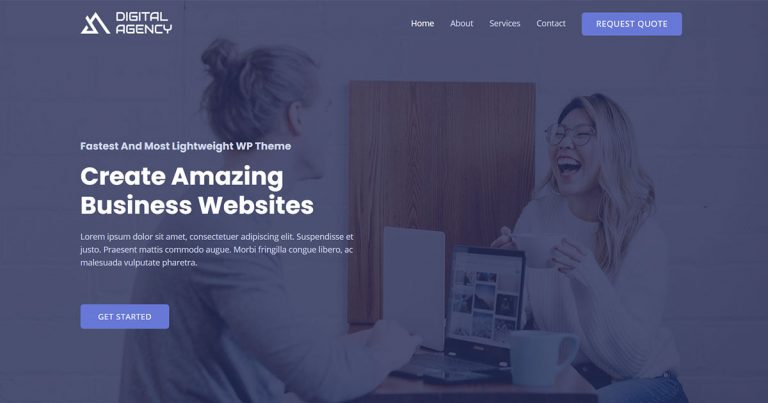 DIGITAL
AGENCY
Home About Services Contact REQUEST QUOTE
Fastest And Most Lightweight WP Theme
Create Amazing
Business Websites
Lorem ipsum dolor sit amet, consectetuer adipiscing elit. Suspendisse et
justo. Praesent mattis commodo augue. Morbi fringilla congue libero, ac
malesuada vulputate pharetra.
GET STARTED